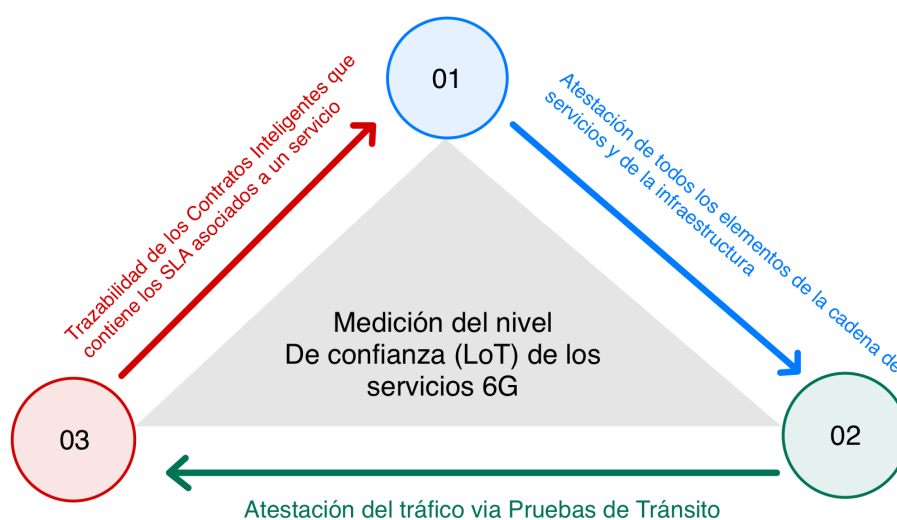 01
Atestación de todos los elementos de la cadena de
servicios y de la infraestructura
Trazabilidad de los Contratos Inteligentes que
contiene los SLA asociados a un servicio
Medición del nivel
De confianza (LoT) de los
servicios 6G
03
02
Atestación del tráfico via Pruebas de Tránsito